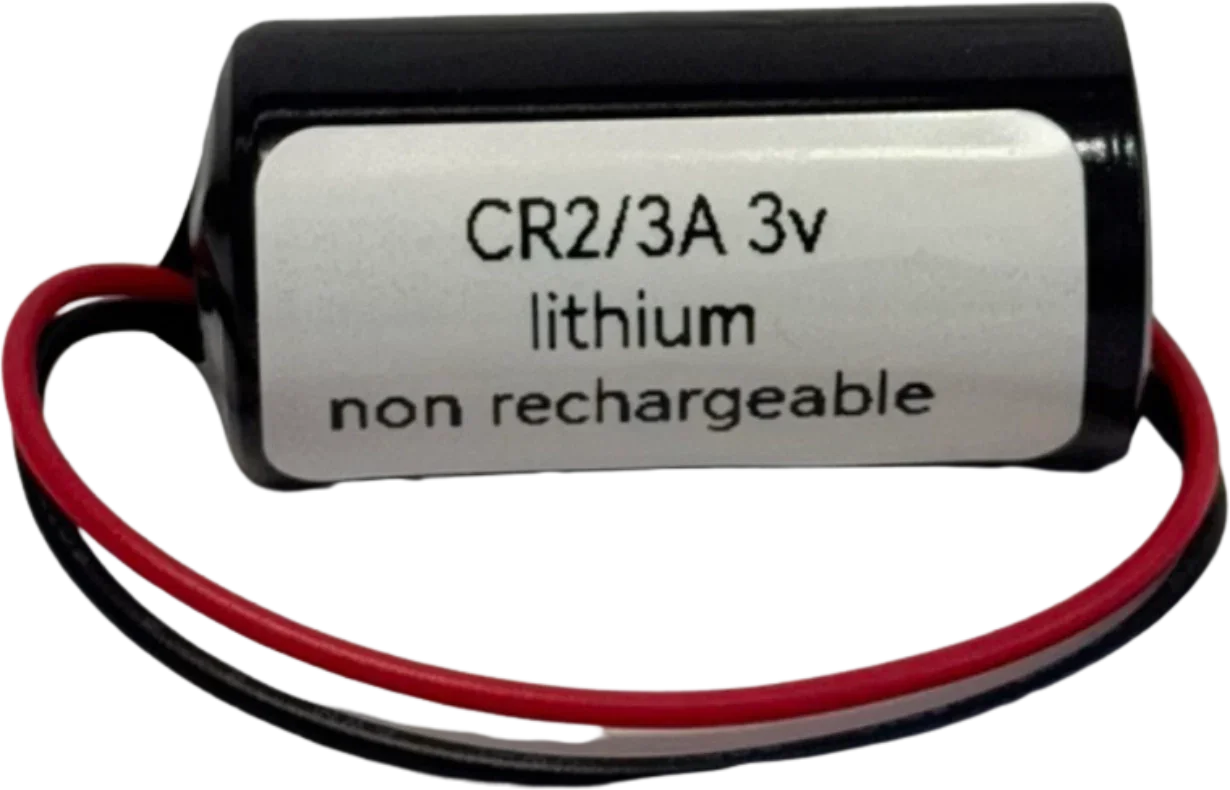 CR2/3A 3v
lithium
non rechargeable